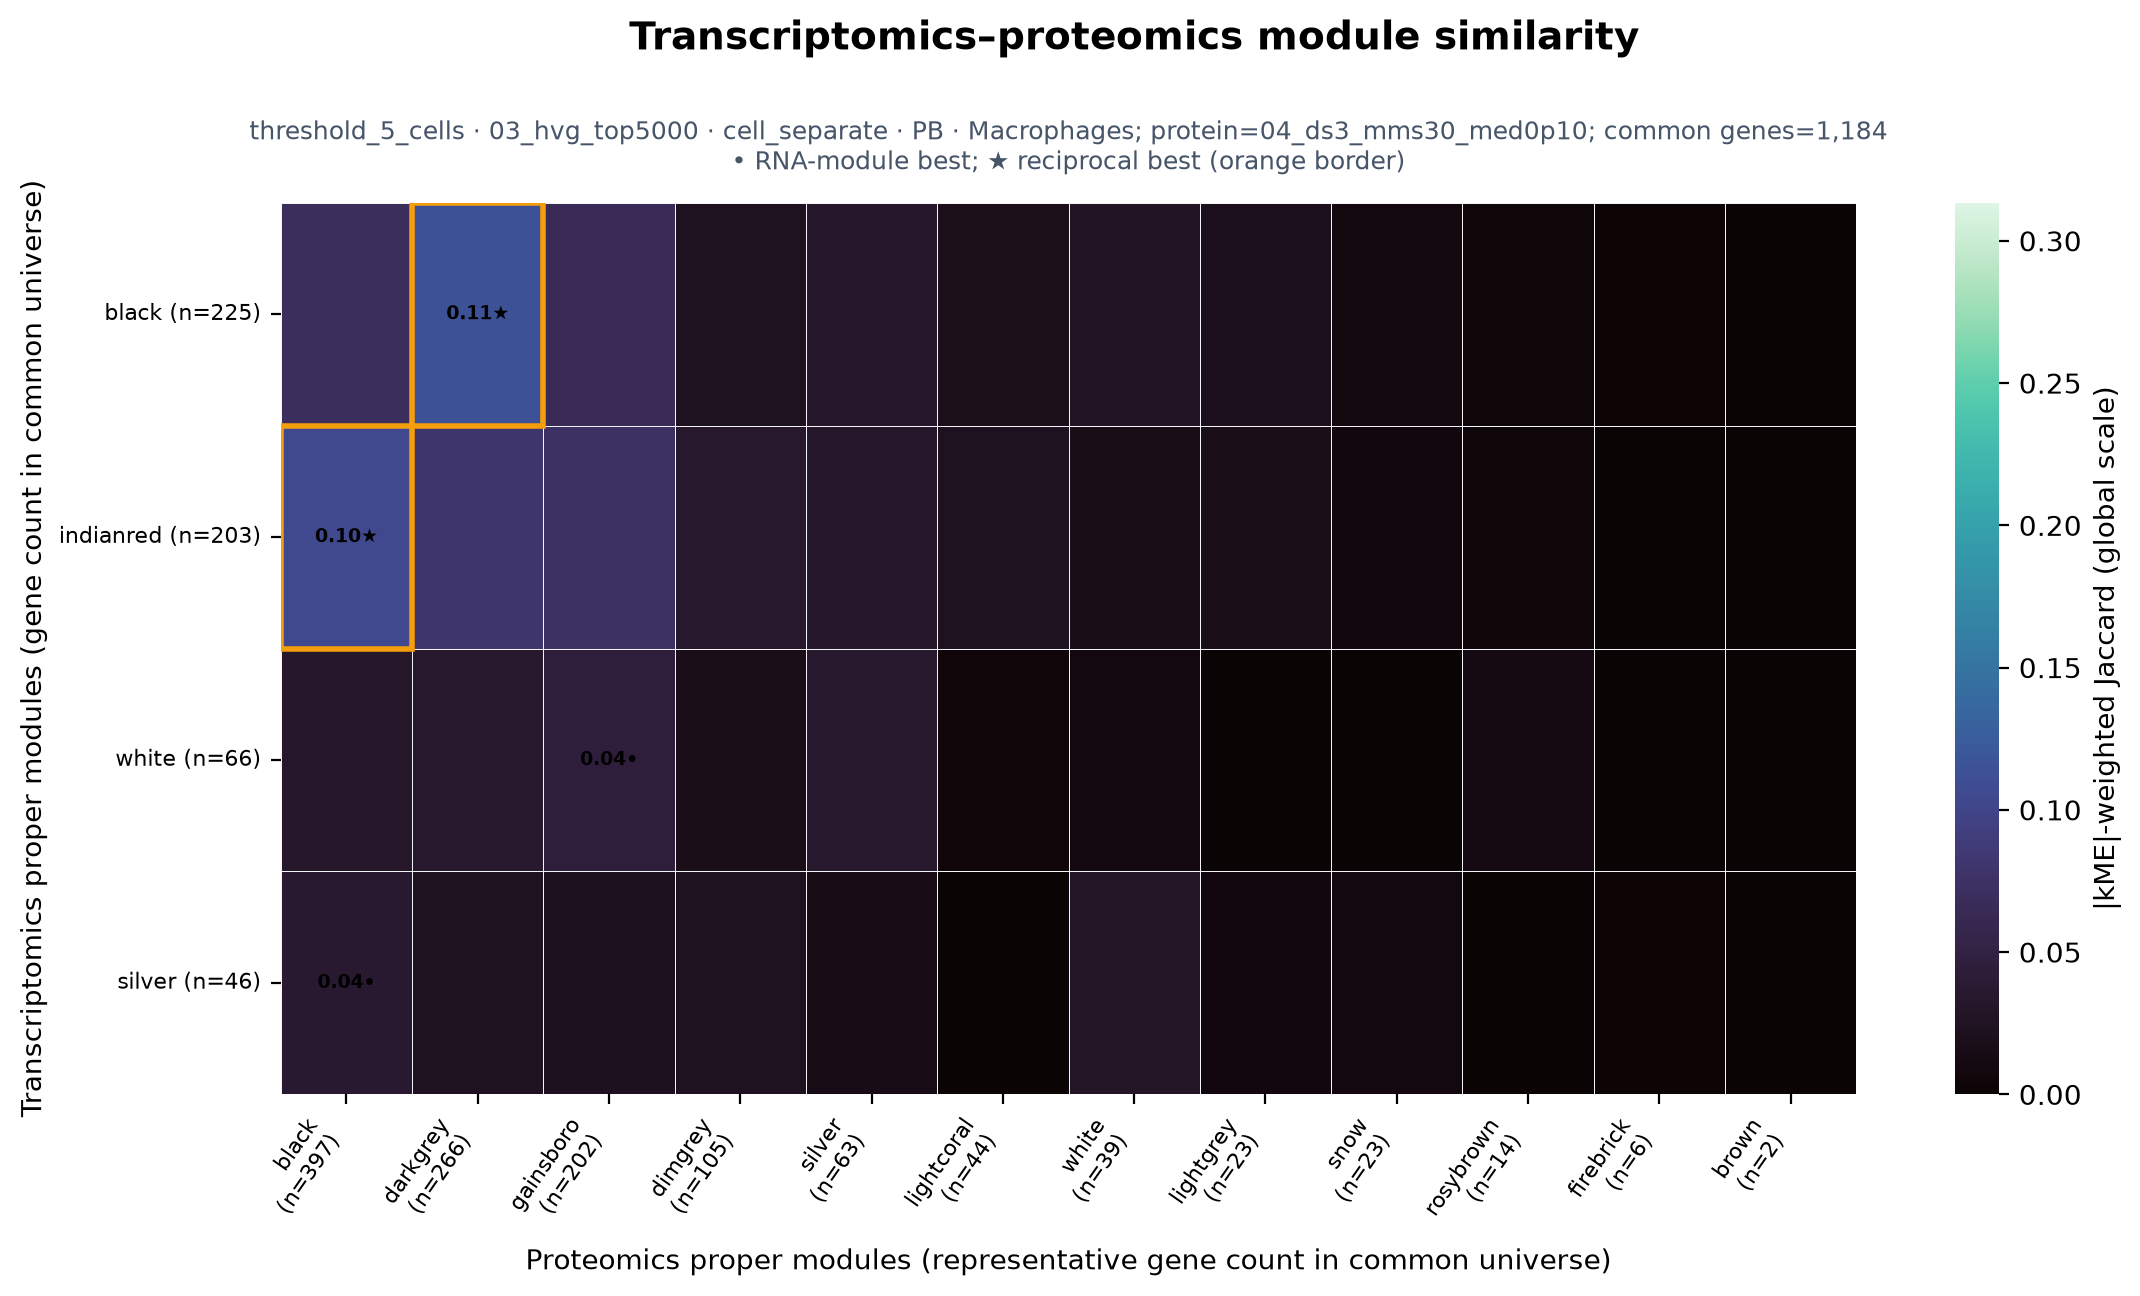 Transcriptomics–proteomics module similarity
threshold_5_cells · 03_hvg_top5000 · cell_separate · PB · Macrophages; protein=04_ds3_mms30_med0p10; common genes=1,184
• RNA-module best; ★ reciprocal best (orange border)
Transcriptomics proper modules (gene count in common universe)
black (n=225)
indianred (n=203)
white (n=66)
silver (n=46)
0.11★
0.10★
0.04•
0.04•
black
(n=397)
darkgrey
(n=266)
gainsboro
(n=202)
dimgrey
(n=105)
silver
(n=63)
lightcoral
(n=44)
white
(n=39)
lightgrey
(n=23)
snow
(n=23)
rosybrown
(n=14)
firebrick
(n=6)
brown
(n=2)
Proteomics proper modules (representative gene count in common universe)
0.30
0.25
0.20
0.15
0.10
0.05
0.00
|kME|-weighted Jaccard (global scale)